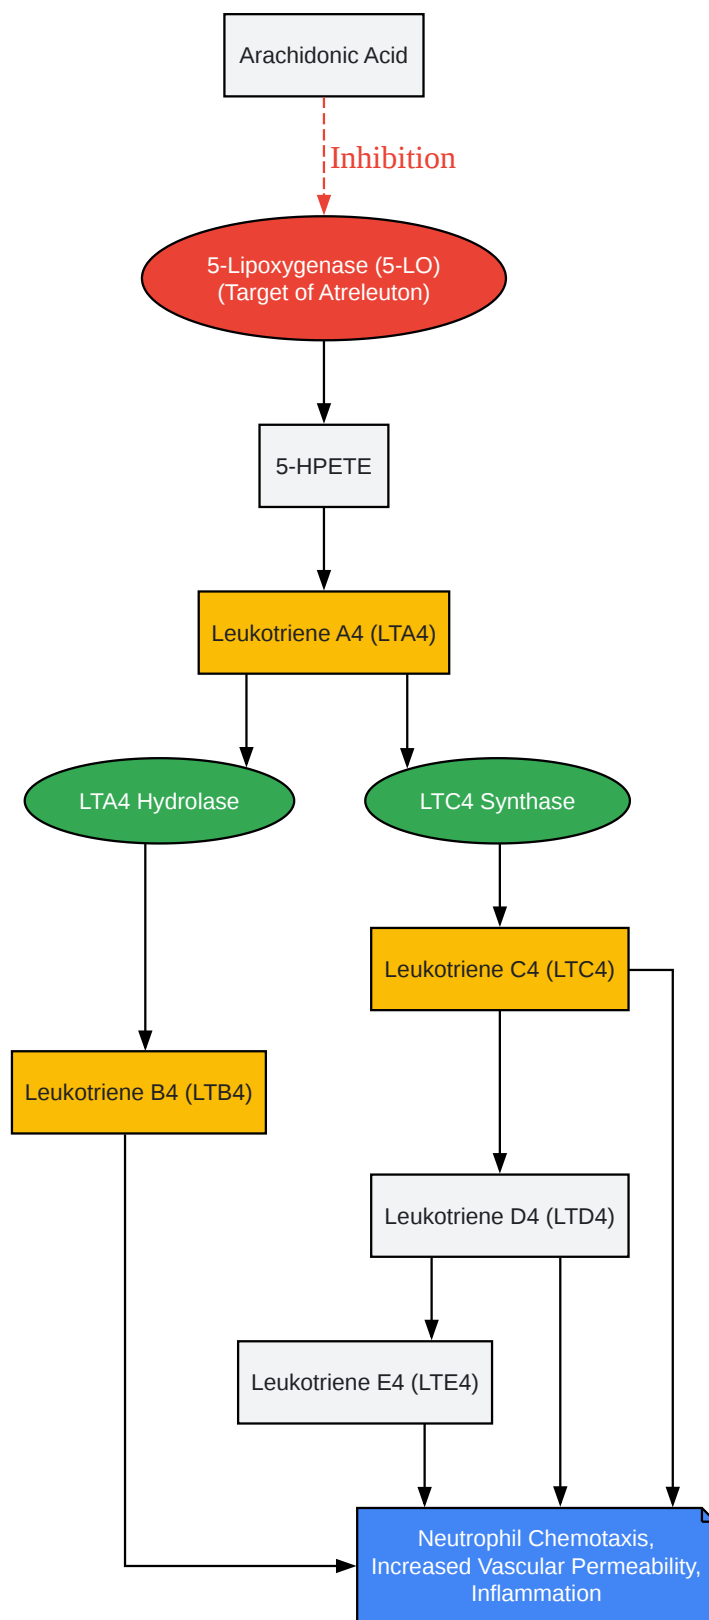 Arachidonic Acid
Inhibition
5-Lipoxygenase (5-LO)
(Target of Atreleuton)
5-HPETE
Leukotriene A4 (LTA4)
LTA4 Hydrolase
LTC4 Synthase
Leukotriene C4 (LTC4)
Leukotriene B4 (LTB4)
Leukotriene D4 (LTD4)
Leukotriene E4 (LTE4)
Neutrophil Chemotaxis,
Increased Vascular Permeability,
Inflammation